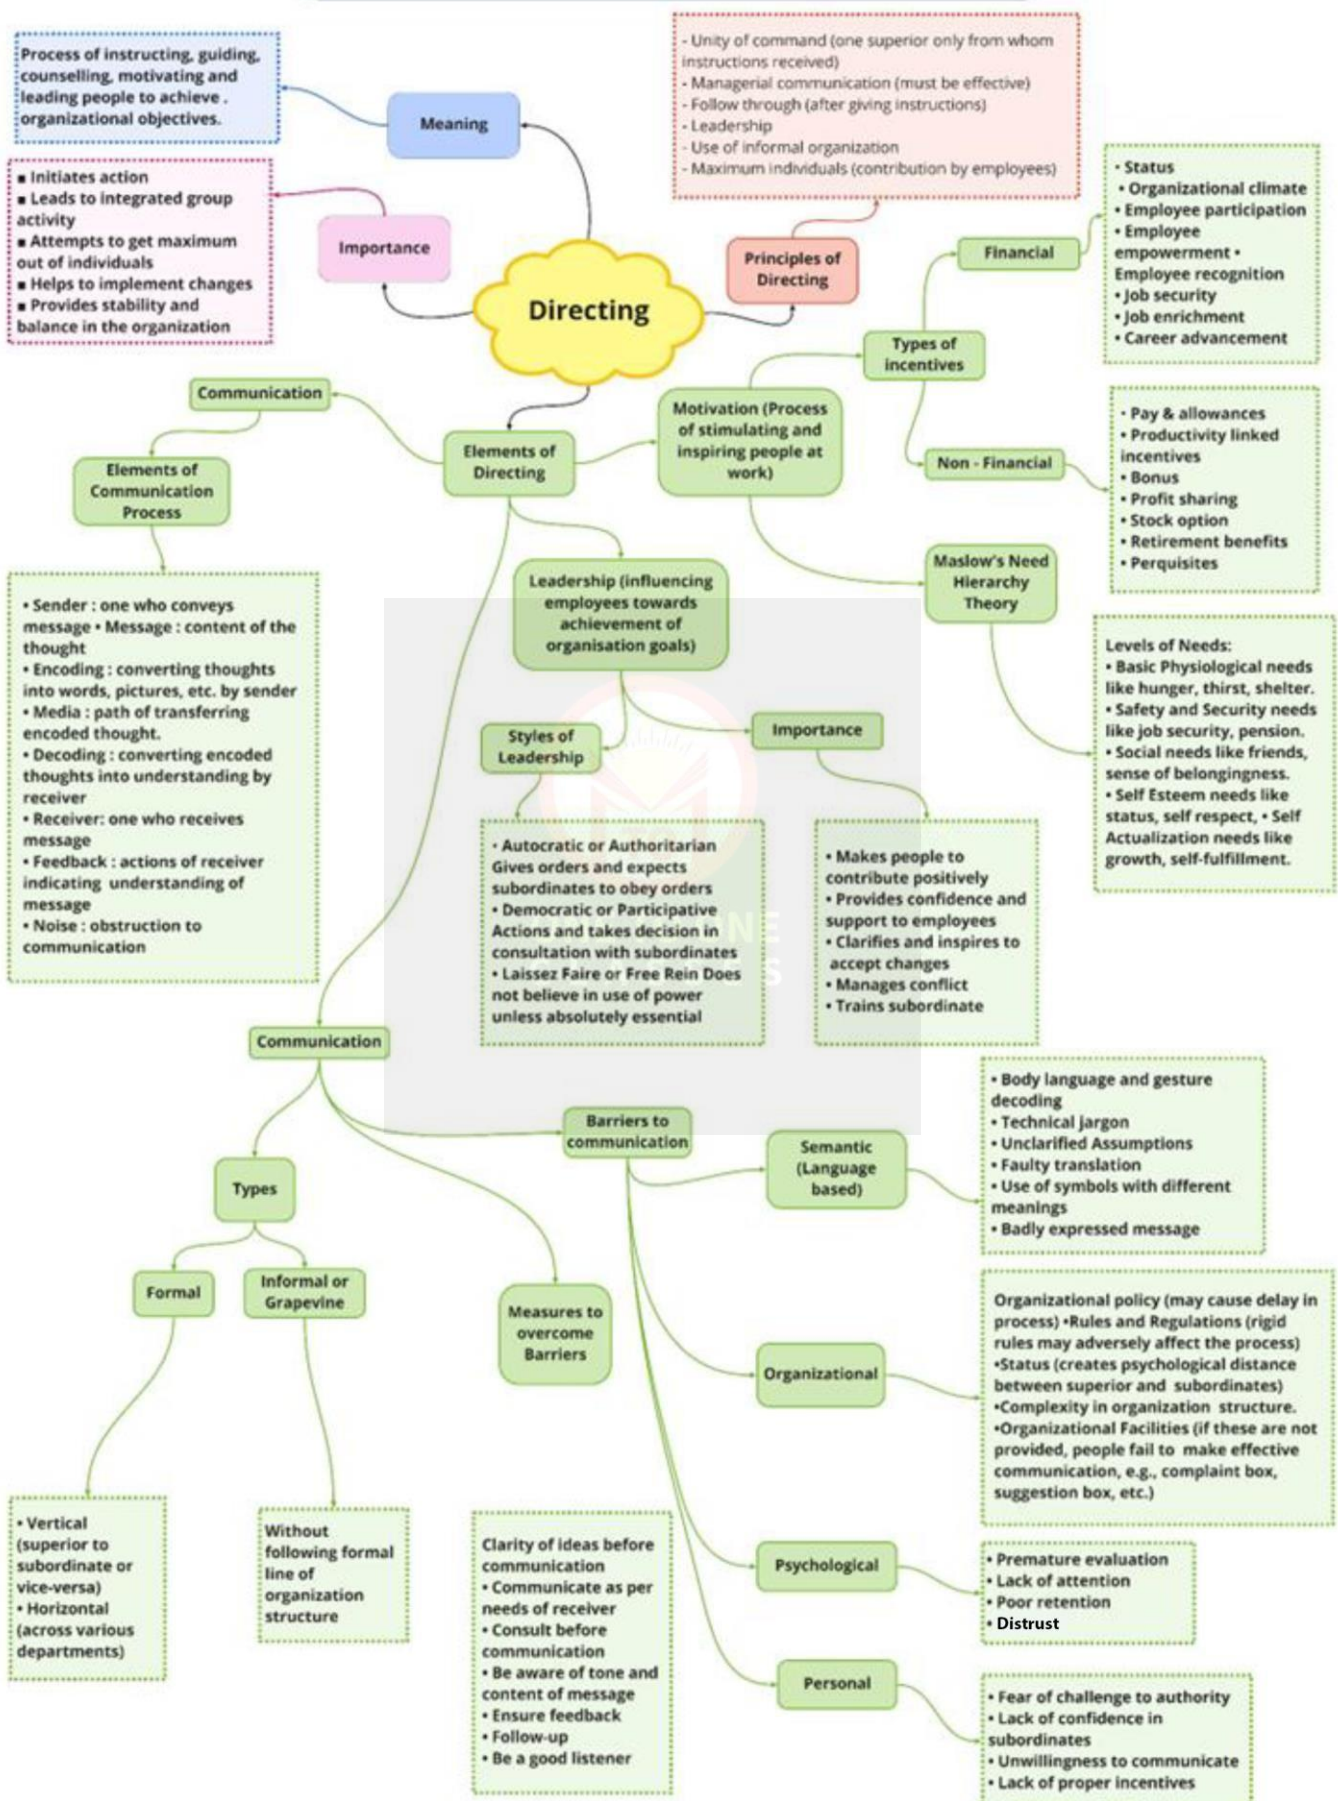 - Unity of command (one superior only from whom
instructions received)
- Managerial communication (must be effective)
- Follow through (after giving instructions)
- Leadership
- Use of informal organization
- Maximum individuals (contribution by employees)
Process of instructing, guiding,
counselling, motivating and
leading people to achieve .
organizational objectives.
Meaning
▪ Initiates action
▪ Leads to integrated group
activity
▪ Attempts to get maximum
out of individuals
▪ Helps to implement changes
▪ Provides stability and
balance in the organization
Importance
Directing
Principles of
Directing
Financial
• Status
• Organizational climate
• Employee participation
• Employee
empowerment •
Employee recognition
• Job security
• Job enrichment
• Career advancement
Types of
incentives
Communication
Elements of
Directing
Motivation (Process
of stimulating and
inspiring people at
work)
Non - Financial
• Pay & allowances
• Productivity linked
incentives
• Bonus
• Profit sharing
• Stock option
• Retirement benefits
• Perquisites
Elements of
Communication
Process
Maslow's Need
Hierarchy
Theory
Leadership (influencing
employees towards
achievement of
organisation goals)
• Sender : one who conveys
message • Message : content of the
thought
• Encoding : converting thoughts
into words, pictures, etc. by sender
• Media : path of transferring
encoded thought.
• Decoding : converting encoded
thoughts into understanding by
receiver
• Receiver: one who receives
message
• Feedback : actions of receiver
indicating understanding of
message
• Noise : obstruction to
communication
Levels of Needs:
• Basic Physiological needs
like hunger, thirst, shelter.
• Safety and Security needs
like job security, pension.
• Social needs like friends,
sense of belongingness.
• Self Esteem needs like
status, self respect, • Self
Actualization needs like
growth, self-fulfillment.
Styles of
Leadership
Importance
• Autocratic or Authoritarian
Gives orders and expects
subordinates to obey orders
• Democratic or Participative
Actions and takes decision in
consultation with subordinates
• Laissez Faire or Free Rein Does
not believe in use of power
unless absolutely essential
• Makes people to
contribute positively
• Provides confidence and
support to employees
• Clarifies and inspires to
accept changes
• Manages conflict
• Trains subordinate
Communication
Barriers to
communication
Semantic
(Language
based)
• Body language and gesture
decoding
• Technical jargon
• Unclarified Assumptions
• Faulty translation
• Use of symbols with different
meanings
• Badly expressed message
Types
Formal
Informal or
Grapevine
Measures to
overcome
Barriers
Organizational
Organizational policy (may cause delay in
process) •Rules and Regulations (rigid
rules may adversely affect the process)
•Status (creates psychological distance
between superior and subordinates)
•Complexity in organization structure.
•Organizational Facilities (if these are not
provided, people fail to make effective
communication, e.g., complaint box,
suggestion box, etc.)
• Vertical
(superior to
subordinate or
vice-versa)
• Horizontal
(across various
departments)
Without
following formal
line of
organization
structure
Clarity of ideas before
communication
• Communicate as per
needs of receiver
• Consult before
communication
• Be aware of tone and
content of message
• Ensure feedback
• Follow-up
• Be a good listener
Psychological
• Premature evaluation
• Lack of attention
• Poor retention
• Distrust
Personal
• Fear of challenge to authority
• Lack of confidence in
subordinates
• Unwillingness to communicate
• Lack of proper incentives